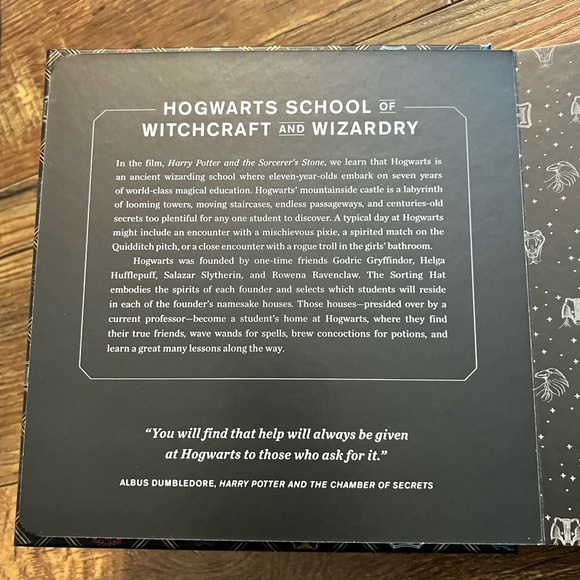 HOGWARTS SCHOOL OF
WITCHCRAFT AND WIZARDRY
In the film, Harry Potter and the Sorcerer's Stone, we learn that Hogwarts is
an ancient wizarding school where eleven-year-olds embark on seven years
of world-class magical education. Hogwarts' mountainside castle is a labyrinth
of looming towers, moving staircases, endless passageways, and centuries-old
secrets too plentiful for any one student to discover. A typical day at Hogwarts
might include an encounter with a mischievous pixie, a spirited match on the
Quidditch pitch, or a close encounter with a rogue troll in the girls' bathroom.
Hogwarts was founded by one-time friends Godric Gryffindor, Helga
Hufflepuff, Salazar Slytherin, and Rowena Ravenclaw. The Sorting Hat
embodies the spirits of each founder and selects which students will reside
in each of the founder's namesake houses. Those houses—presided over by a
current professor—become a student's home at Hogwarts, where they find
their true friends, wave wands for spells, brew concoctions for potions, and
learn a great many lessons along the way.
“You will find that help will always be given
at Hogwarts to those who ask for it.”
ALBUS DUMBLEDORE, HARRY POTTER AND THE CHAMBER OF SECRETS